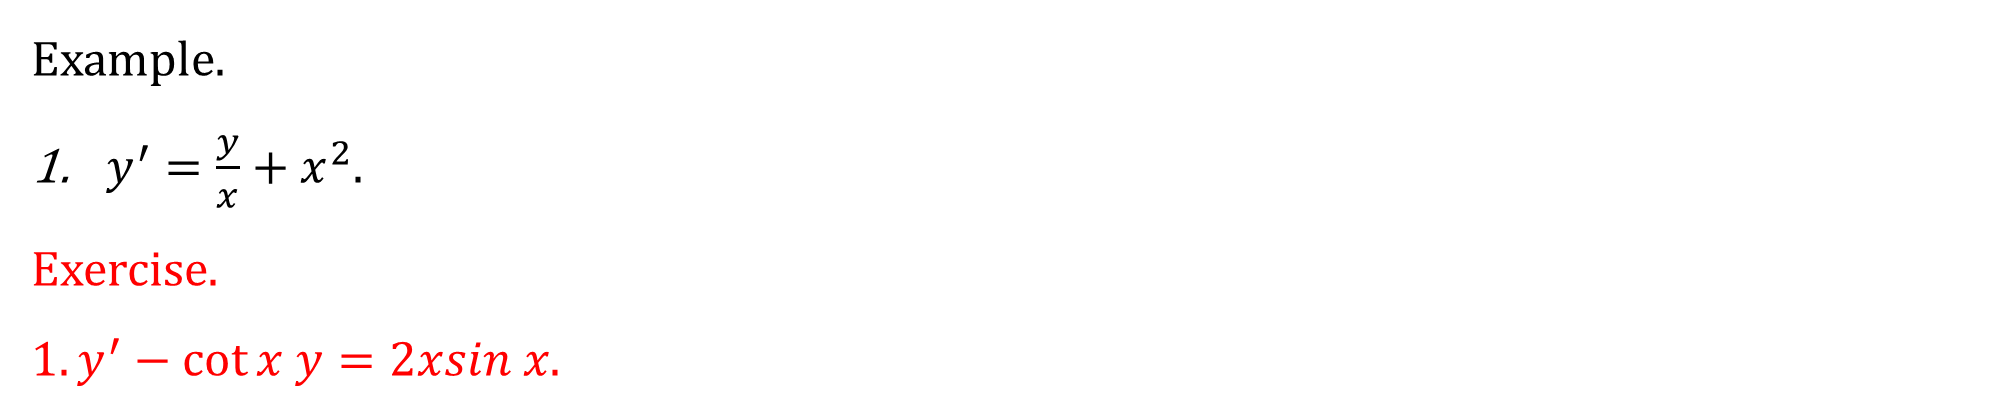 Example.
1. y′ = y/x + x².
Exercise.
1. y′ − cot x y = 2xsin x.